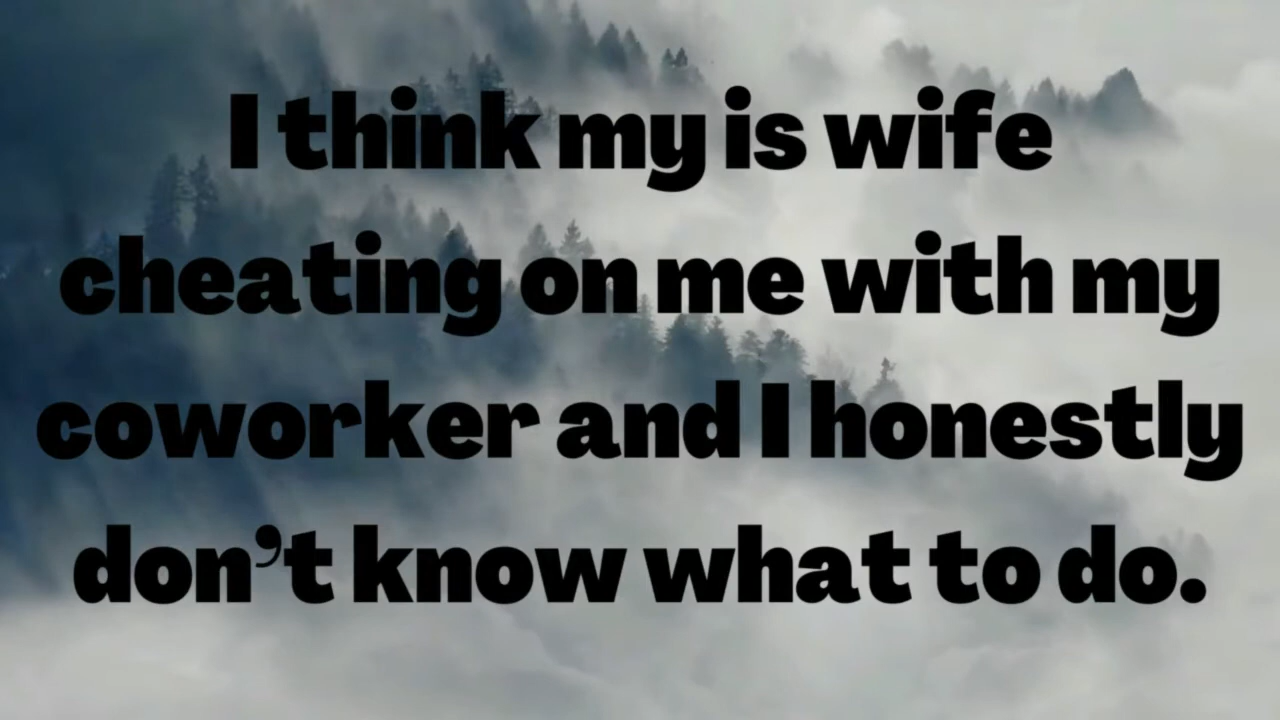 I think my is wife
cheating on me with my
coworker and I honestly
don’t know what to do.